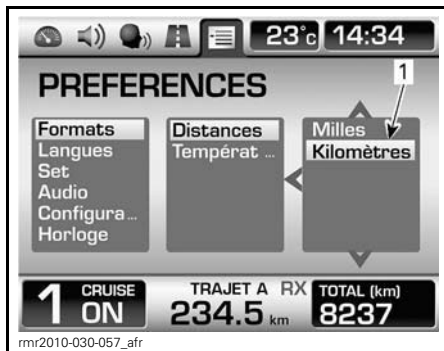 23°c 14:34
1
PREFERENCES
Formats
Langues
Set
Audio
Configura...
Horloge
Distances
Températ ...
Milles
Kilomètres
1 CRUISE ON
TRAJET A RX
234.5 km
TOTAL (km)
8237
rmr2010-030-057_afr